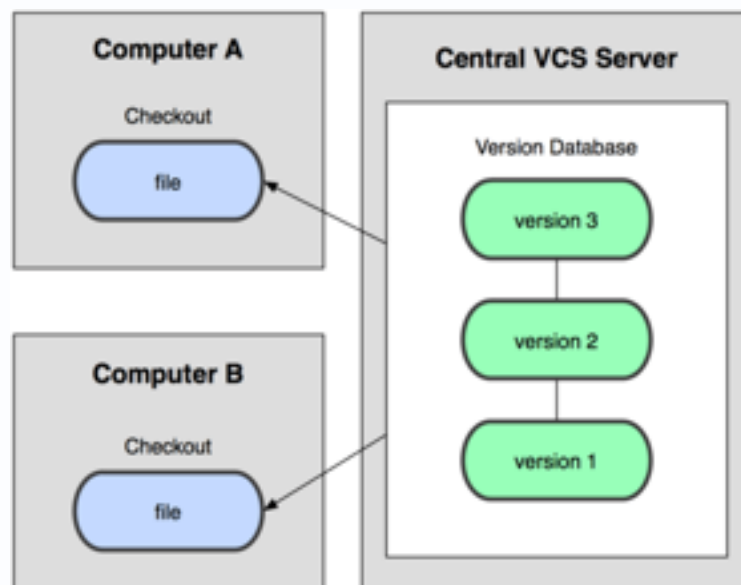 Computer A
Checkout
file
Computer B
Checkout
file
Central VCS Server
Version Database
version 3
version 2
version 1